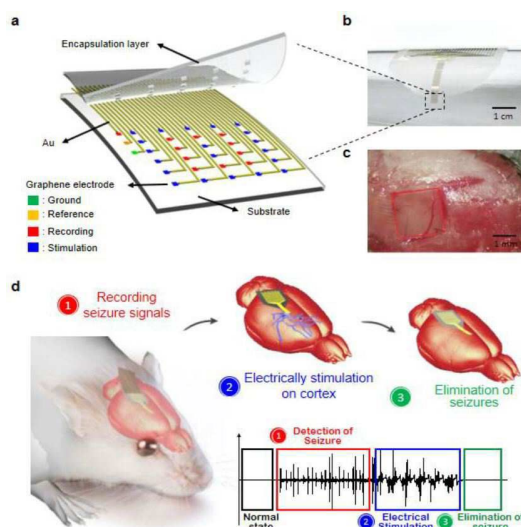 a
Encapsulation layer
Au
Graphene electrode
: Ground
: Reference
: Recording
: Stimulation
Substrate
b
1 cm
c
1 mm
d
1 Recording
seizure signals
2 Electrically stimulation
on cortex
3 Elimination of
seizures
1 Detection of
Seizure
Normal
state
2 Electrical
Stimulation
3 Elimination of
seizure